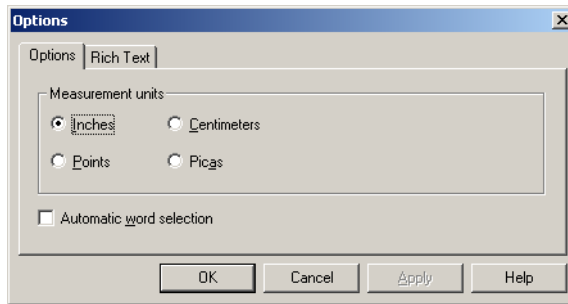 Options
Options Rich Text
Measurement units
Inches Centimeters
Points Picas
Automatic word selection
OK Cancel Apply Help